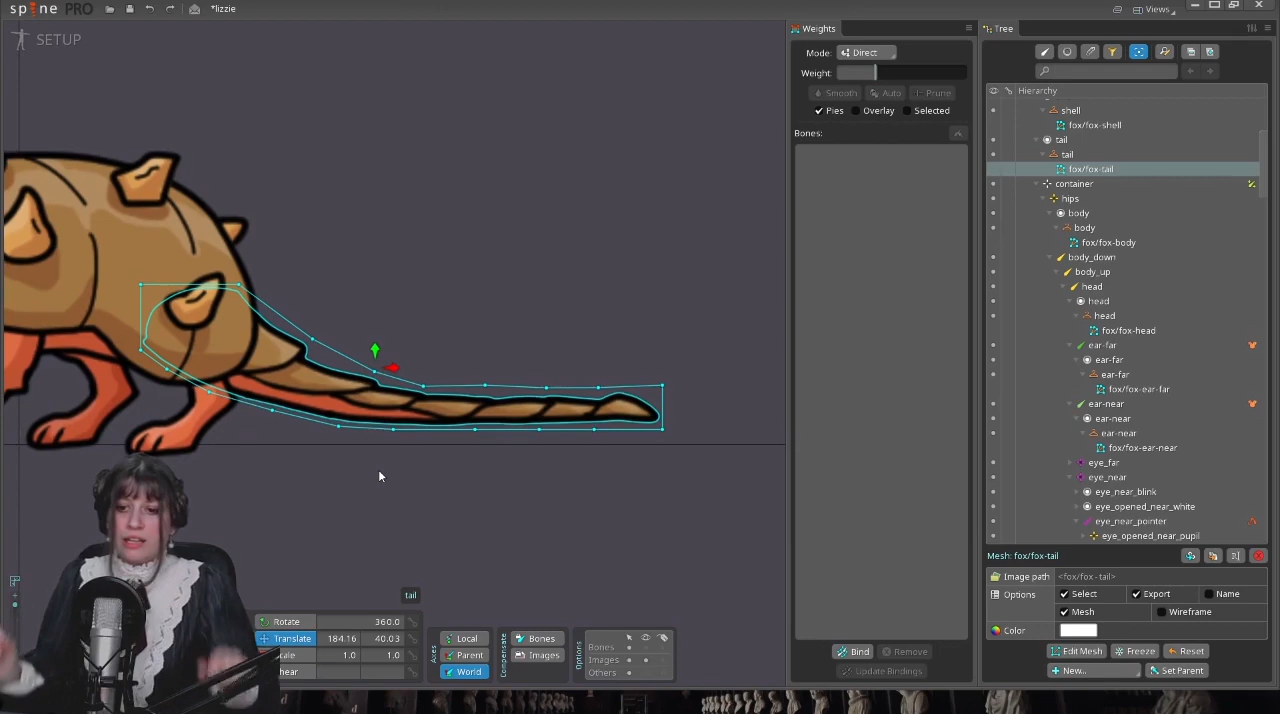 spine PRO
*lizzie
Views
SETUP
Weights
Mode: Direct
Weight:
Smooth Auto Prune
Pies Overlay Selected
Bones:
Bind Remove
Update Bindings
Tree
Hierarchy
shell
fox/fox-shell
tail
tail
fox/fox-tail
container
hips
body
body
fox/fox-body
body_down
body_up
head
head
head
fox/fox-head
ear-far
ear-far
ear-far
fox/fox-ear-far
ear-near
ear-near
ear-near
fox/fox-ear-near
eye_far
eye_near
eye_near_blink
eye_opened_near_white
eye_near_pointer
eye_opened_near_pupil
Mesh: fox/fox-tail
Image path <fox/fox-tail>
Options Select Export Name
Mesh Wireframe
Color
Edit Mesh Freeze Reset
New... Set Parent
tail
Rotate 360.0
Translate 184.16 40.03
cale 1.0 1.0
hear
Axes
Local
Parent
World
Compensate
Bones
Images
Options
Bones
Images
Others